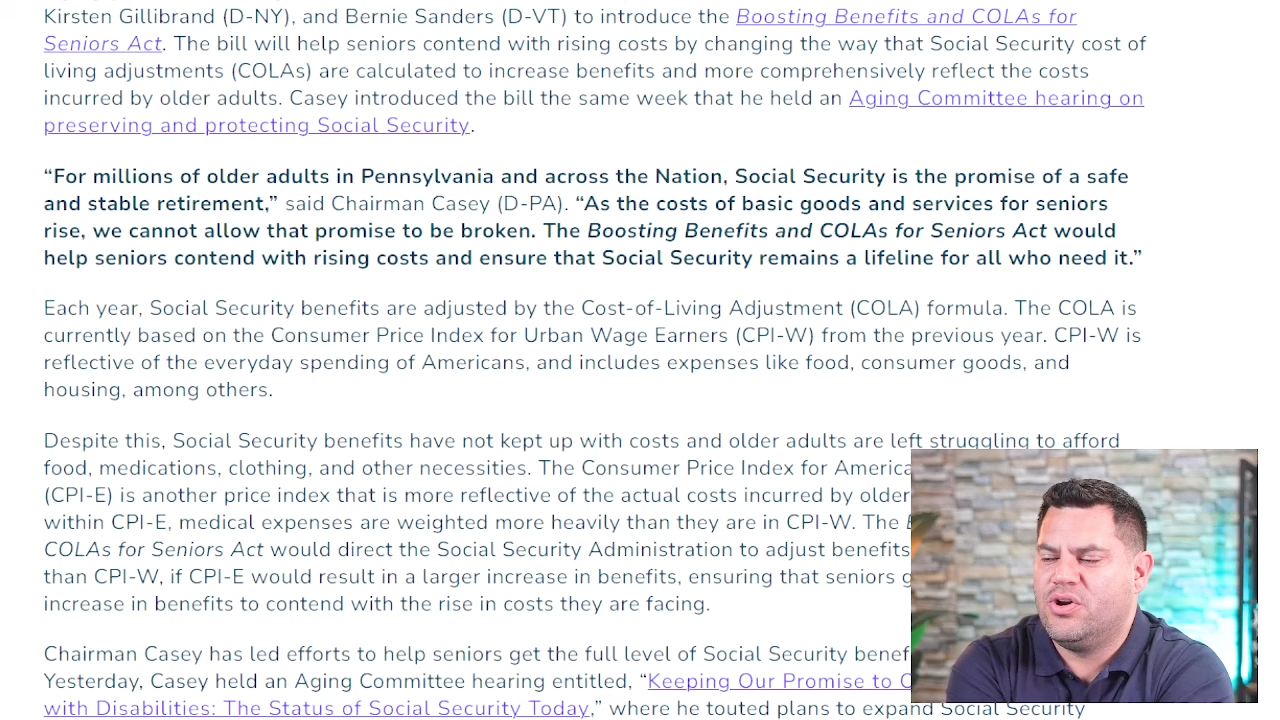 Kirsten Gillibrand (D-NY), and Bernie Sanders (D-VT) to introduce the Boosting Benefits and COLAs for
Seniors Act. The bill will help seniors contend with rising costs by changing the way that Social Security cost of
living adjustments (COLAs) are calculated to increase benefits and more comprehensively reflect the costs
incurred by older adults. Casey introduced the bill the same week that he held an Aging Committee hearing on
preserving and protecting Social Security.
“For millions of older adults in Pennsylvania and across the Nation, Social Security is the promise of a safe
and stable retirement,” said Chairman Casey (D-PA). “As the costs of basic goods and services for seniors
rise, we cannot allow that promise to be broken. The Boosting Benefits and COLAs for Seniors Act would
help seniors contend with rising costs and ensure that Social Security remains a lifeline for all who need it.”
Each year, Social Security benefits are adjusted by the Cost-of-Living Adjustment (COLA) formula. The COLA is
currently based on the Consumer Price Index for Urban Wage Earners (CPI-W) from the previous year. CPI-W is
reflective of the everyday spending of Americans, and includes expenses like food, consumer goods, and
housing, among others.
Despite this, Social Security benefits have not kept up with costs and older adults are left struggling to afford
food, medications, clothing, and other necessities. The Consumer Price Index for
(CPI-E) is another price index that is more reflective of the actual costs incurred by older
within CPI-E, medical expenses are weighted more heavily than they are in CPI-W. The
COLAs for Seniors Act would direct the Social Security Administration to adjust benefits
than CPI-W, if CPI-E would result in a larger increase in benefits, ensuring that seniors
increase in benefits to contend with the rise in costs they are facing.
Chairman Casey has led efforts to help seniors get the full level of Social Security
Yesterday, Casey held an Aging Committee hearing entitled, “Keeping Our Promise to
with Disabilities: The Status of Social Security Today,” where he touted plans to expand Social Security